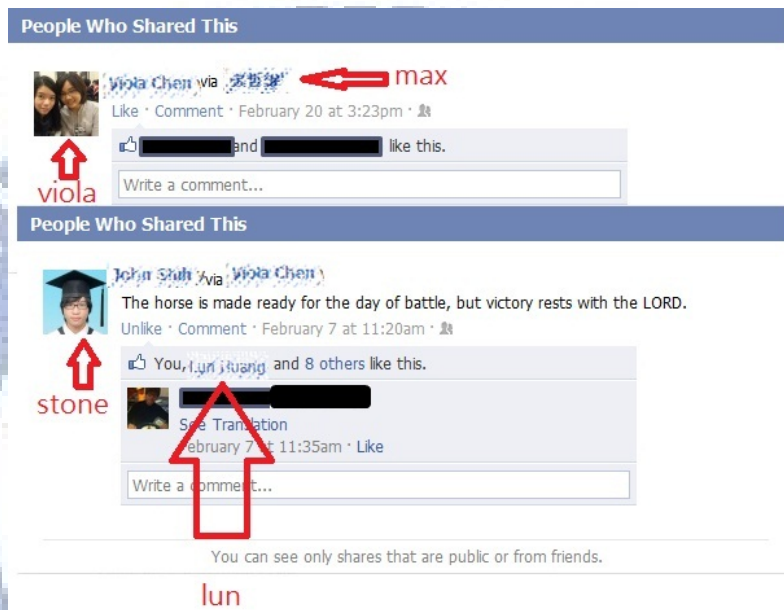 People Who Shared This
Viola Chen via
max
Like · Comment · February 20 at 3:23pm ·
and like this.
viola
Write a comment...
People Who Shared This
John Shih via Viola Chen
The horse is made ready for the day of battle, but victory rests with the LORD.
Unlike · Comment · February 7 at 11:20am ·
You, Lun Huang and 8 others like this.
stone
See Translation
February 7 at 11:35am · Like
Write a comment...
You can see only shares that are public or from friends.
lun